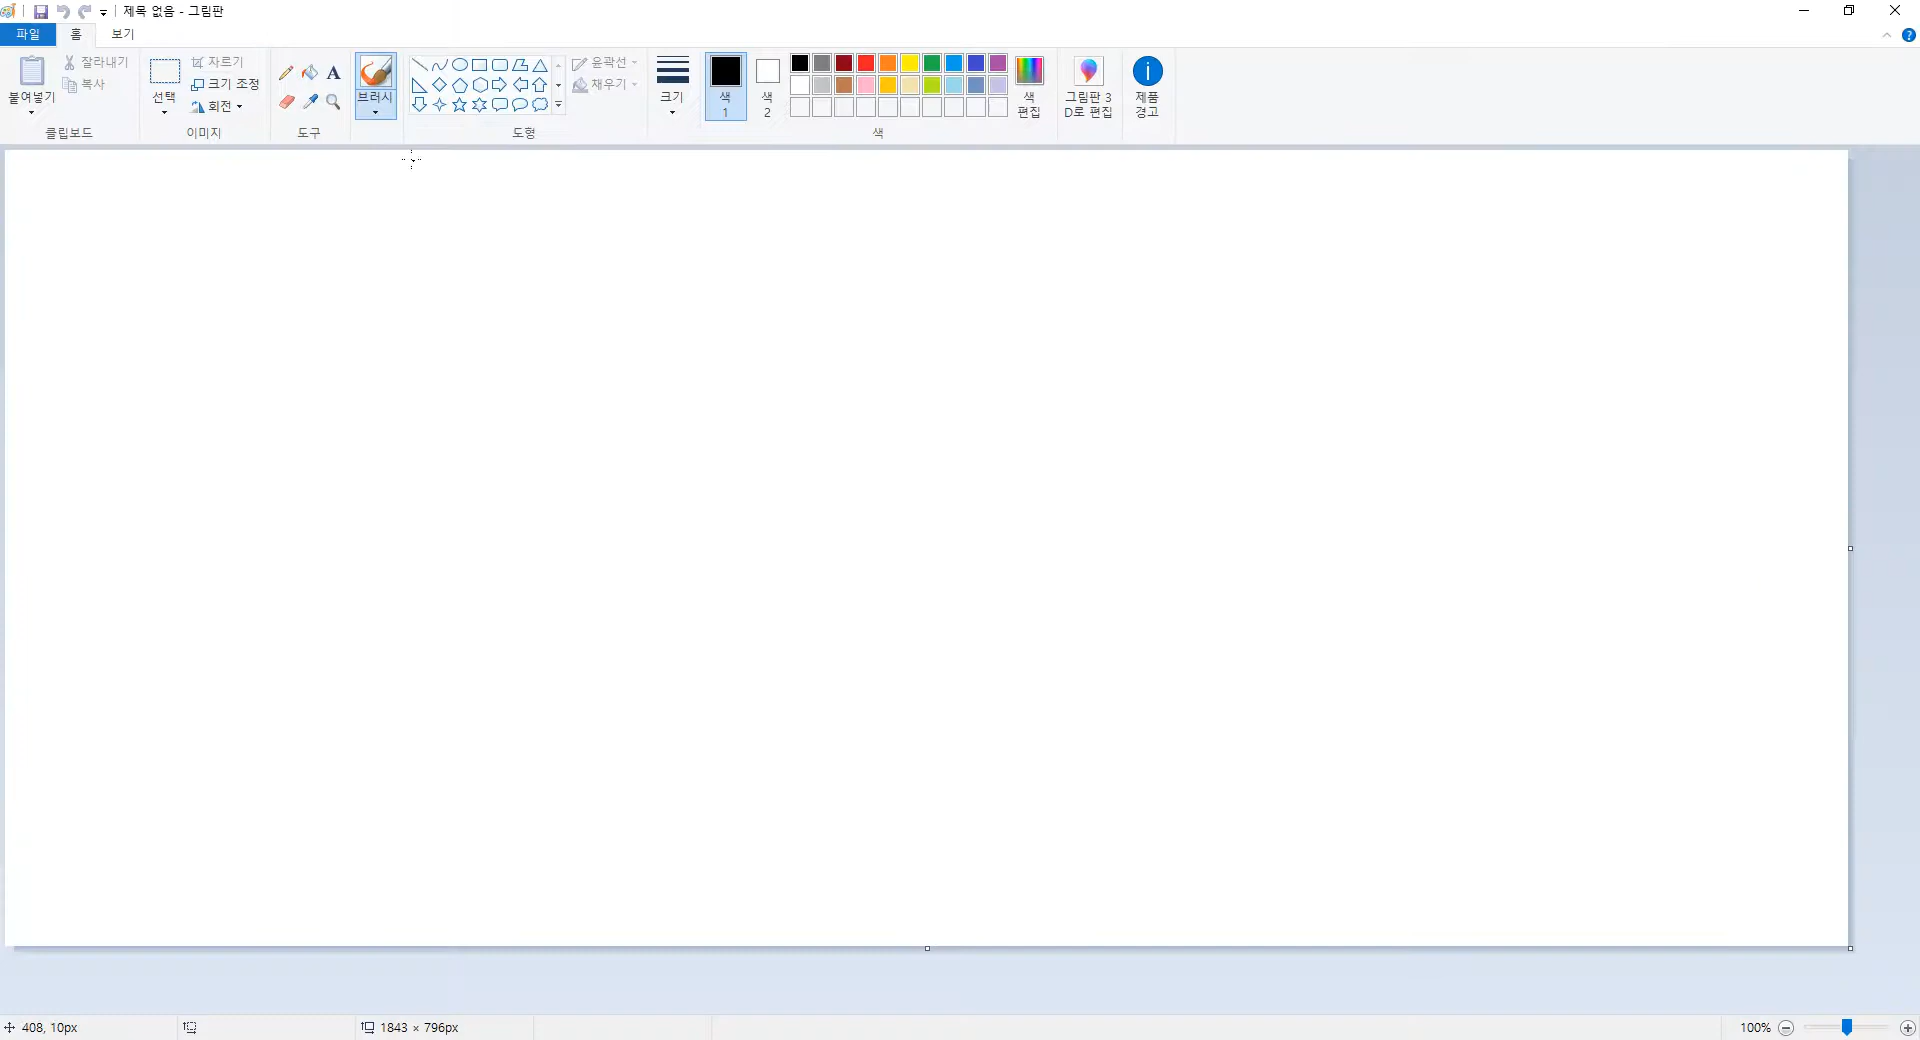 제목 없음 - 그림판
파일 홈 보기
붙여넣기
잘라내기
복사
클립보드
선택
자르기
크기 조정
회전
이미지
A
도구
브러시
윤곽선
채우기
도형
크기
색
1
색
2
색
편집
색
그림판 3
D로 편집
제품
경고
408, 10px
1843 × 796px
100%